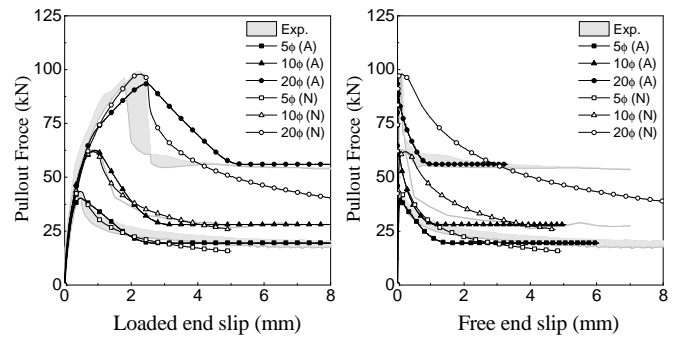 125
100
75
50
25
0
0 2 4 6 8
Pullout Froce (kN)
Loaded end slip (mm)
Exp.
5ϕ (A)
10ϕ (A)
20ϕ (A)
5ϕ (N)
10ϕ (N)
20ϕ (N)
125
100
75
50
25
0
0 2 4 6 8
Pullout Froce (kN)
Free end slip (mm)
Exp.
5ϕ (A)
10ϕ (A)
20ϕ (A)
5ϕ (N)
10ϕ (N)
20ϕ (N)